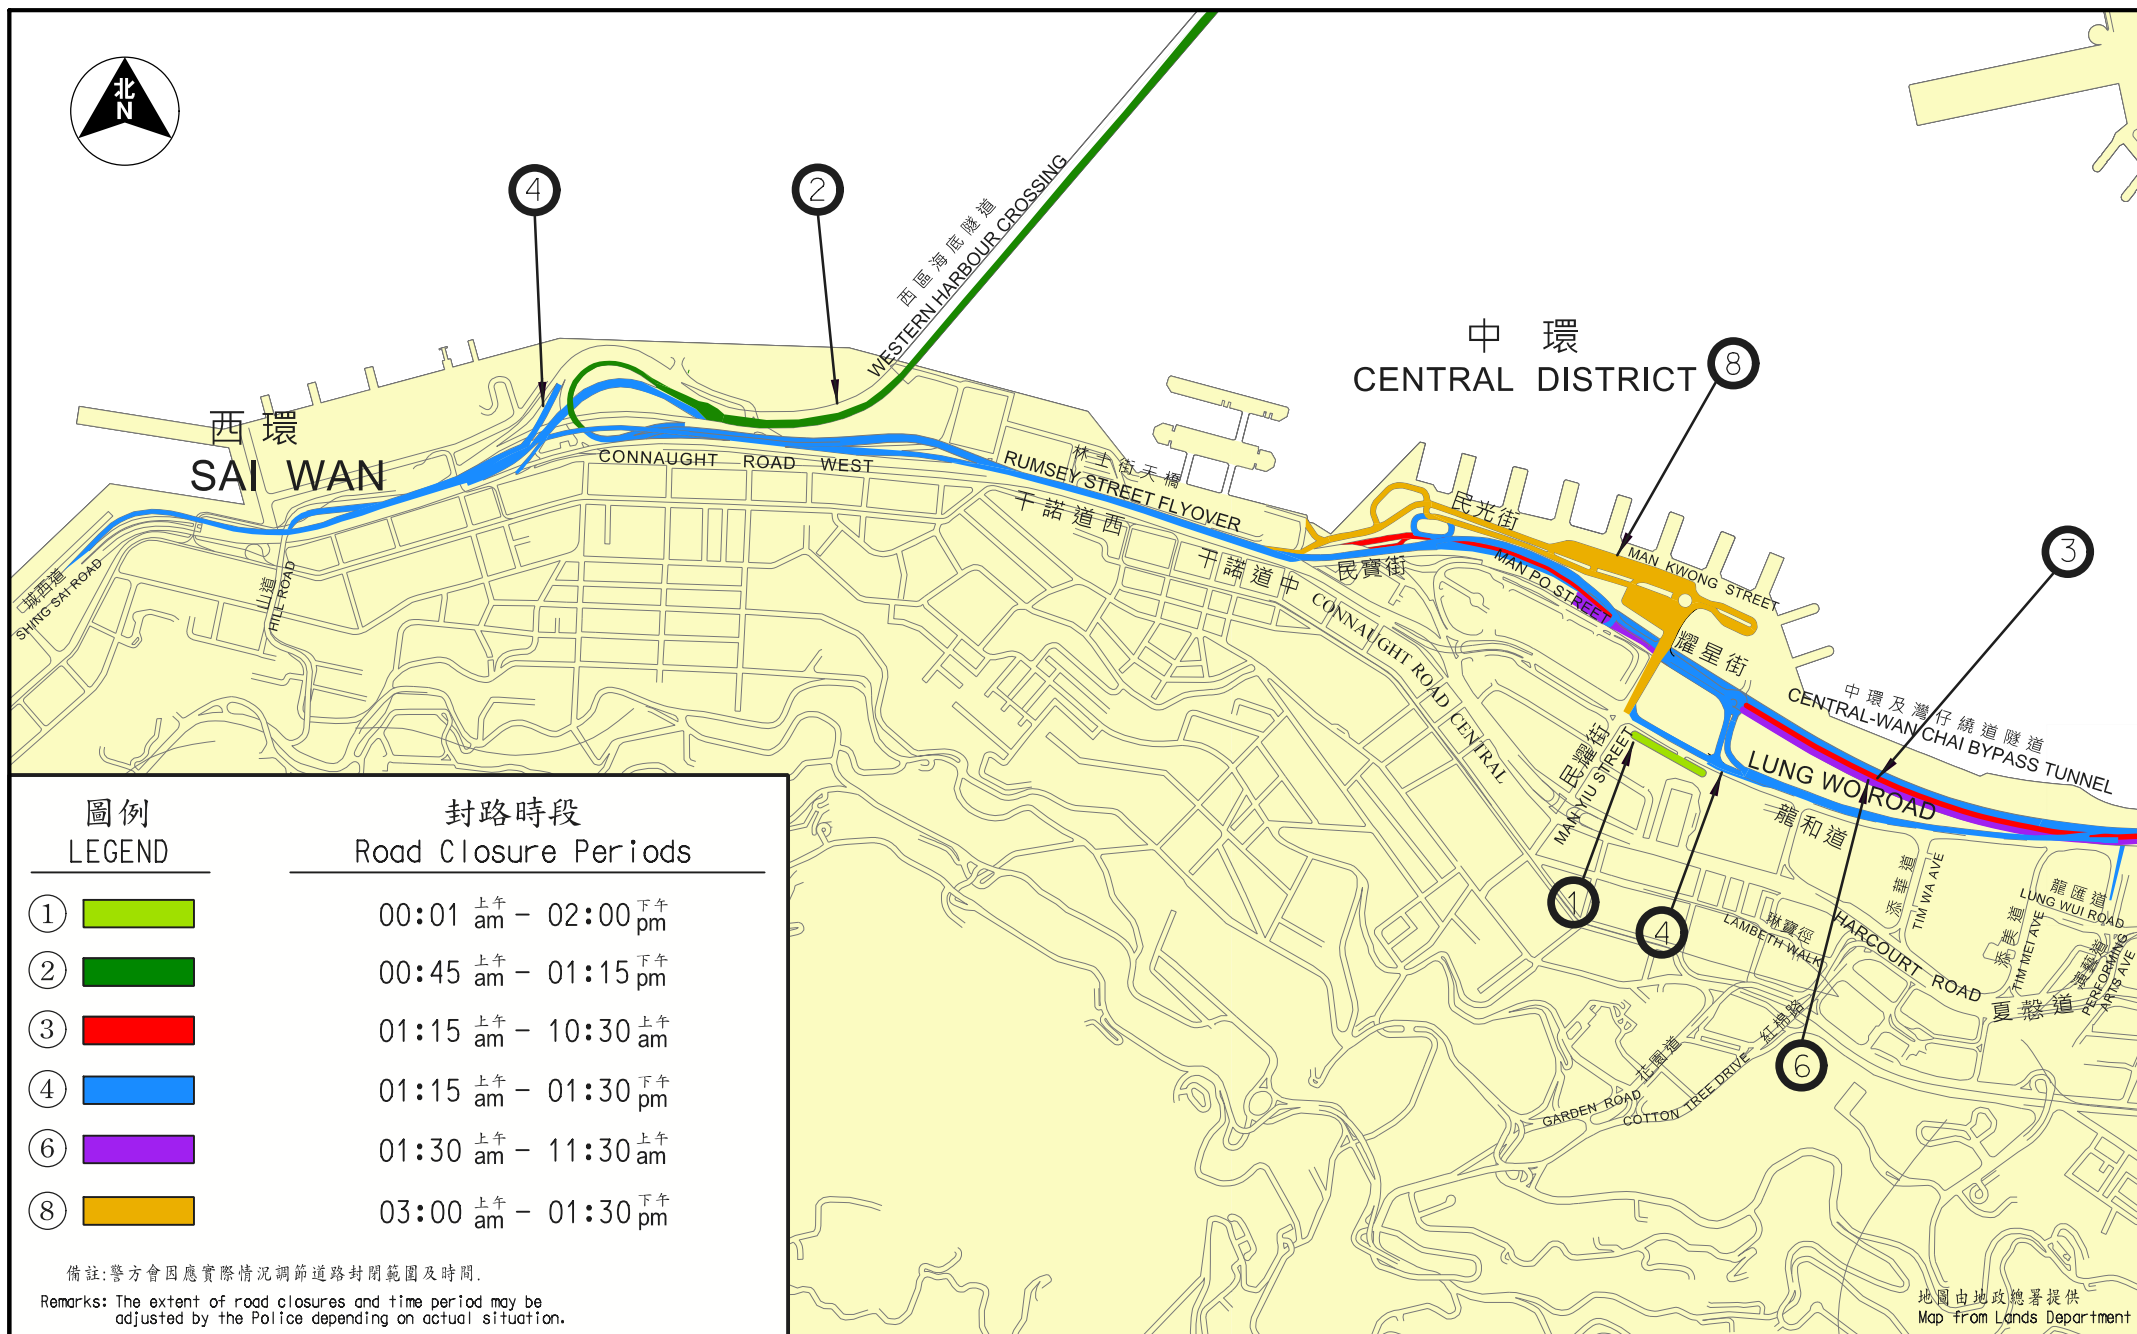 北
N
4
2
西區海底隧道
WESTERN HARBOUR CROSSING
中環
CENTRAL DISTRICT
8
3
西環
SAI WAN
CONNAUGHT ROAD WEST
林士街天橋
RUMSEY STREET FLYOVER
干諾道西
干諾道中
CONNAUGHT ROAD CENTRAL
民寶街
MAN PO STREET
民光街
MAN KWONG STREET
耀星街
中環及灣仔繞道隧道
CENTRAL-WAN CHAI BYPASS TUNNEL
城西道
SHING SAI ROAD
山道
HILL ROAD
民耀街
MAN YIU STREET
LUNG WO ROAD
龍和道
1
4
6
添華道
TIM WA AVE
龍匯道
LUNG WUI ROAD
添美道
TIM MEI AVE
演藝道
PERFORMING
ARTS AVE
琳寶徑
LAMBETH WALK
HARCOURT ROAD
夏慤道
紅棉路
COTTON TREE DRIVE
花園道
GARDEN ROAD
圖例
LEGEND
封路時段
Road Closure Periods
1 00:01 上午 am - 02:00 下午 pm
2 00:45 上午 am - 01:15 下午 pm
3 01:15 上午 am - 10:30 上午 am
4 01:15 上午 am - 01:30 下午 pm
6 01:30 上午 am - 11:30 上午 am
8 03:00 上午 am - 01:30 下午 pm
備註:警方會因應實際情況調節道路封閉範圍及時間.
Remarks: The extent of road closures and time period may be
adjusted by the Police depending on actual situation.
地圖由地政總署提供
Map from Lands Department